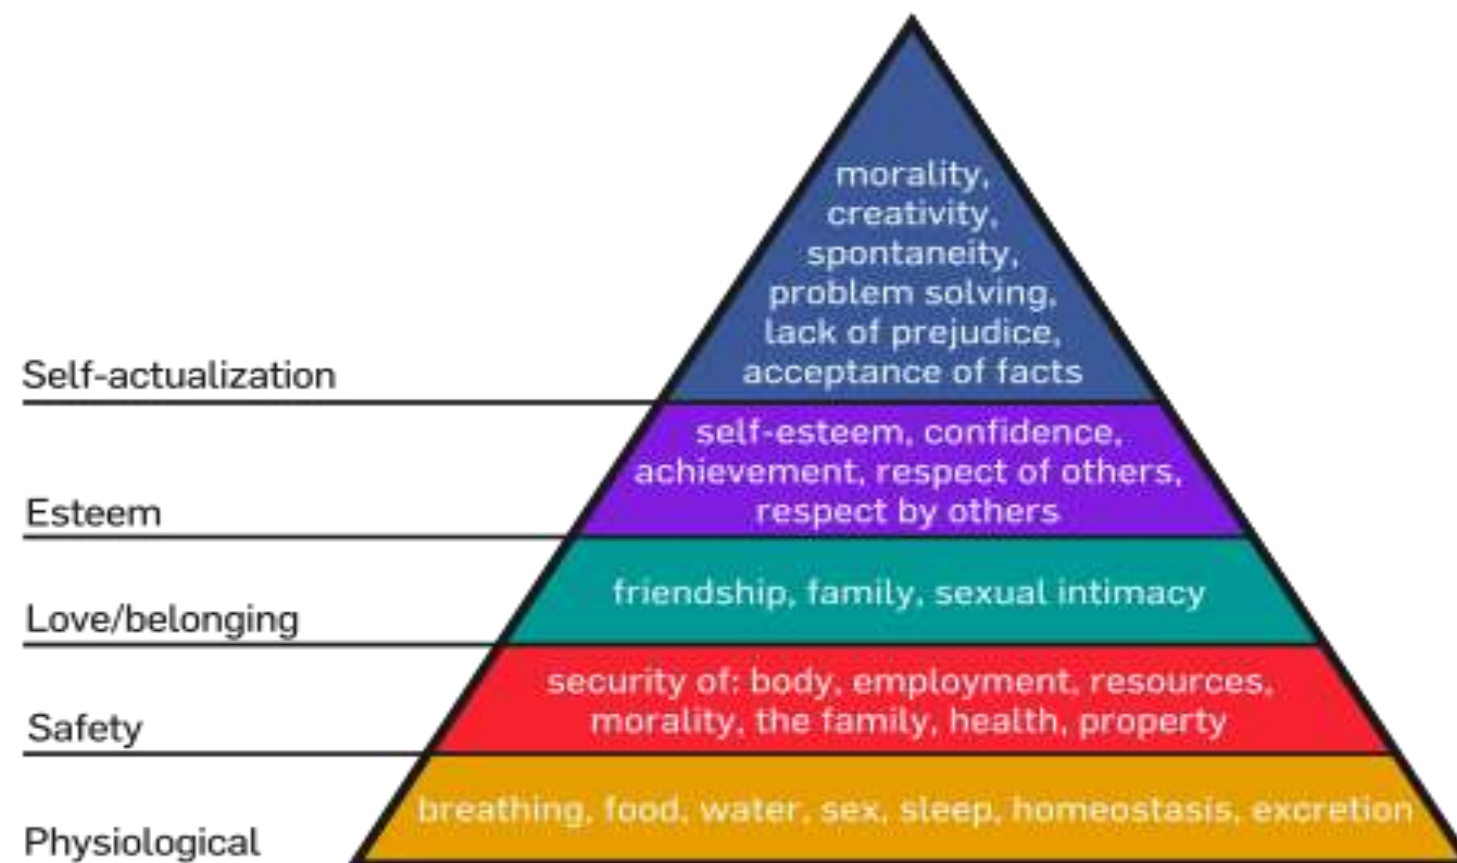 morality,
creativity,
spontaneity,
problem solving,
lack of prejudice,
acceptance of facts
Self-actualization
self-esteem, confidence,
achievement, respect of others,
respect by others
Esteem
friendship, family, sexual intimacy
Love/belonging
security of: body, employment, resources,
morality, the family, health, property
Safety
breathing, food, water, sex, sleep, homeostasis, excretion
Physiological